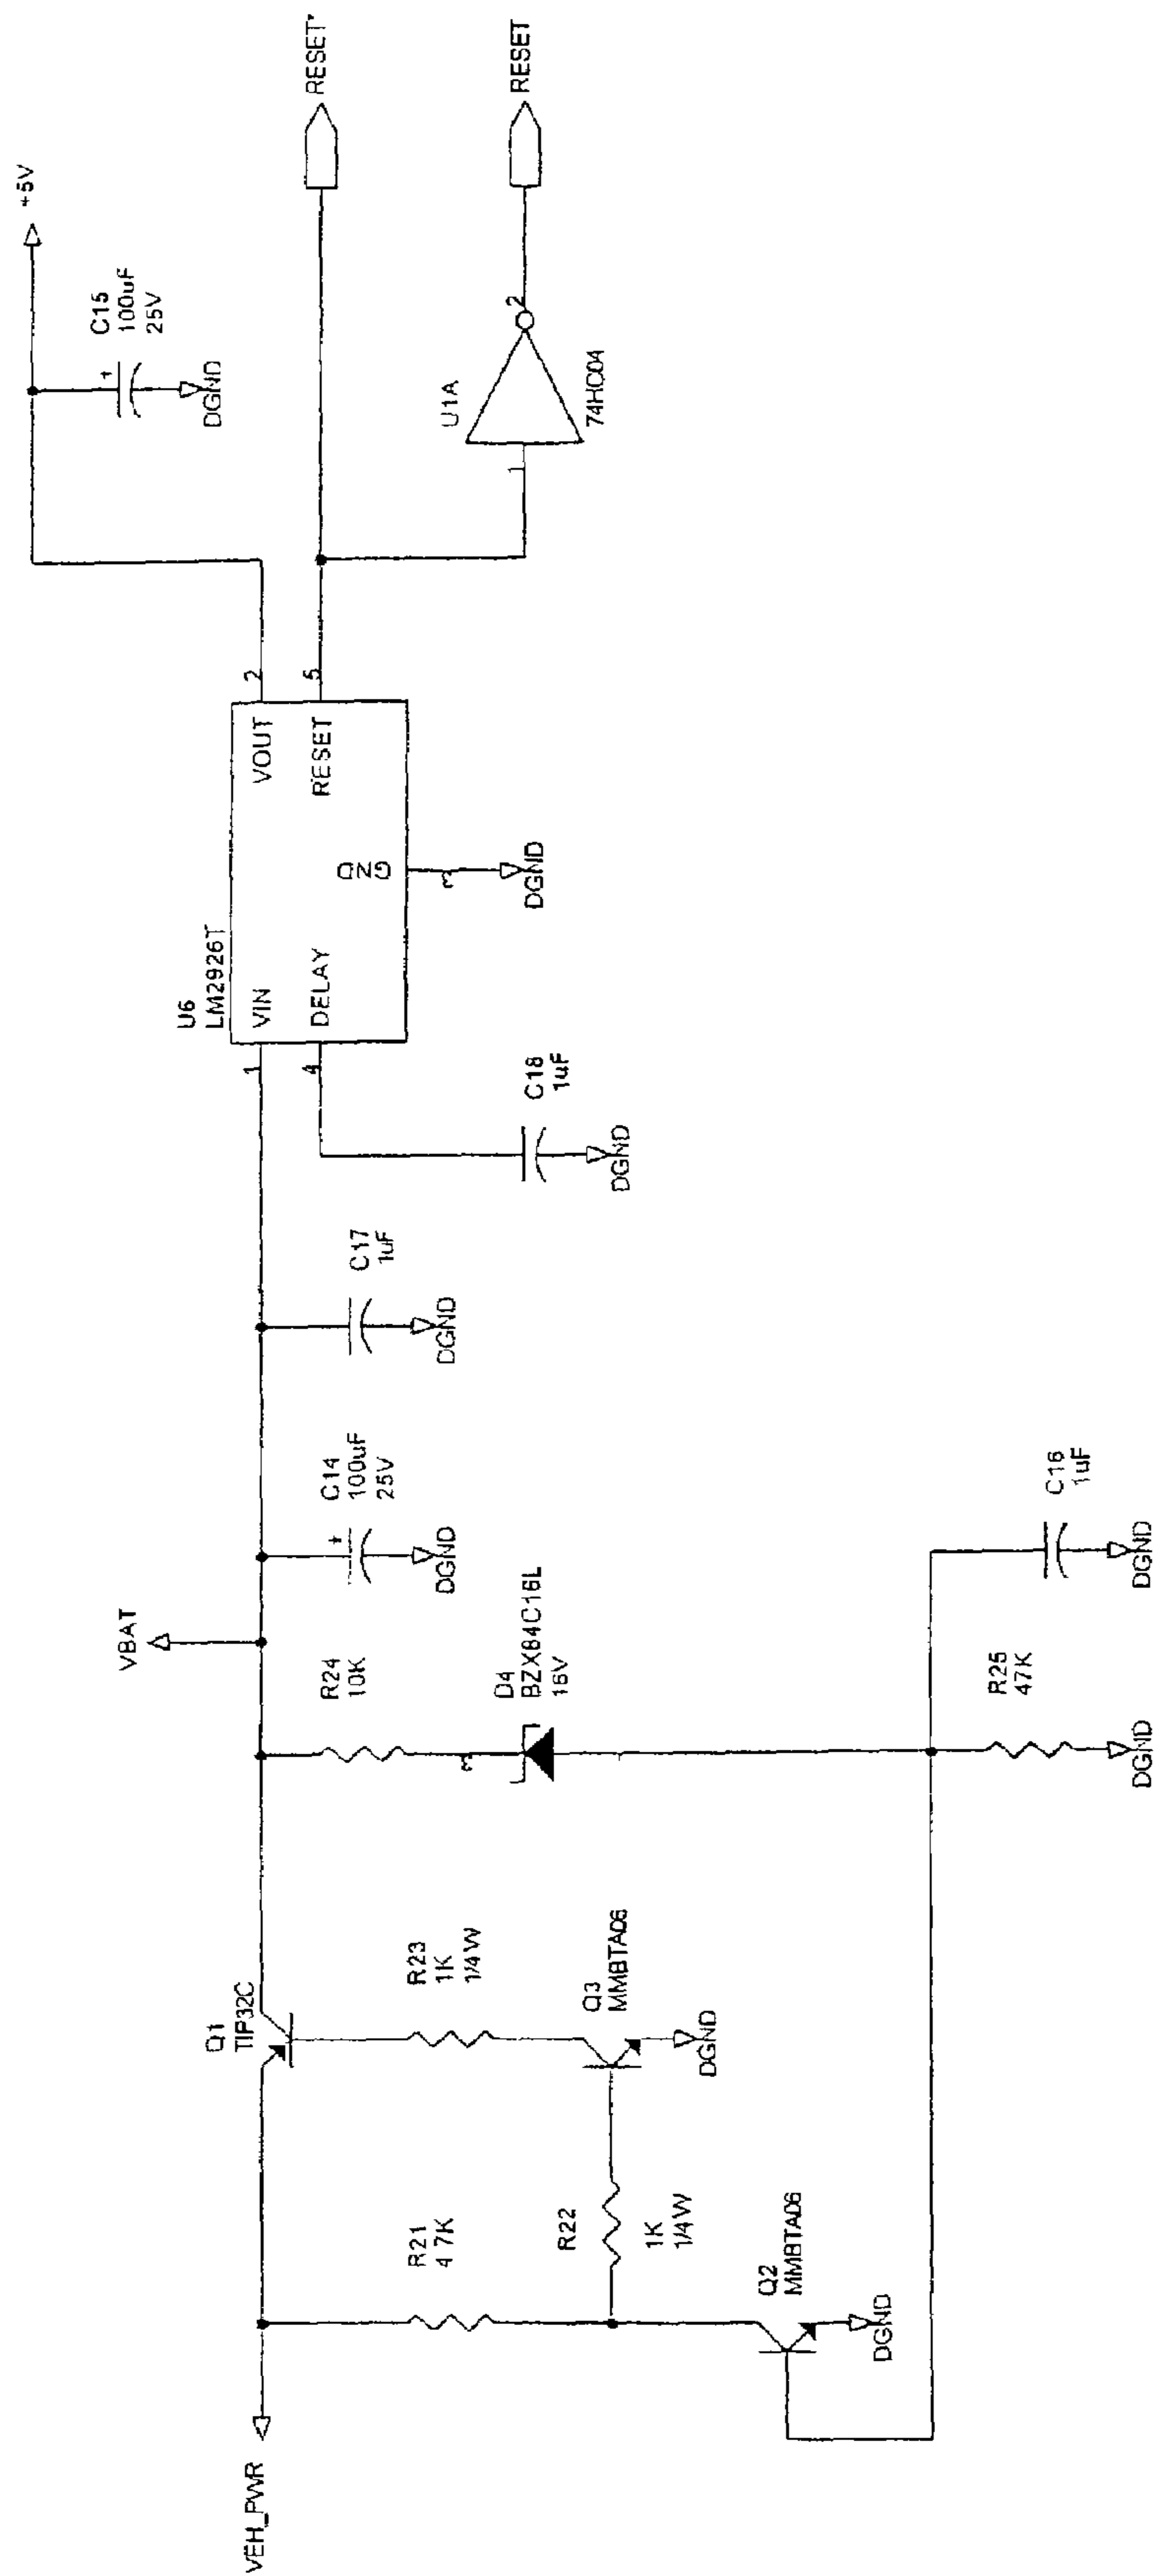 VEH_PWR
R21
4.7K
R22
1K
1/4W
Q2
MMBTA06
DGND
Q1
TIP32C
R23
1K
1/4W
Q3
MMBTA06
DGND
VBAT
R24
10K
3
D4
BZX84C16L
16V
R25
47K
DGND
C16
1uF
DGND
C14
+
100uF
25V
DGND
C17
1uF
DGND
C18
1uF
DGND
U6
LM2926T
1
VIN
VOUT
2
4
DELAY
RESET
5
GND
3
DGND
+5V
C15
+
100uF
25V
DGND
RESET*
U1A
1
2
74HC04
RESET